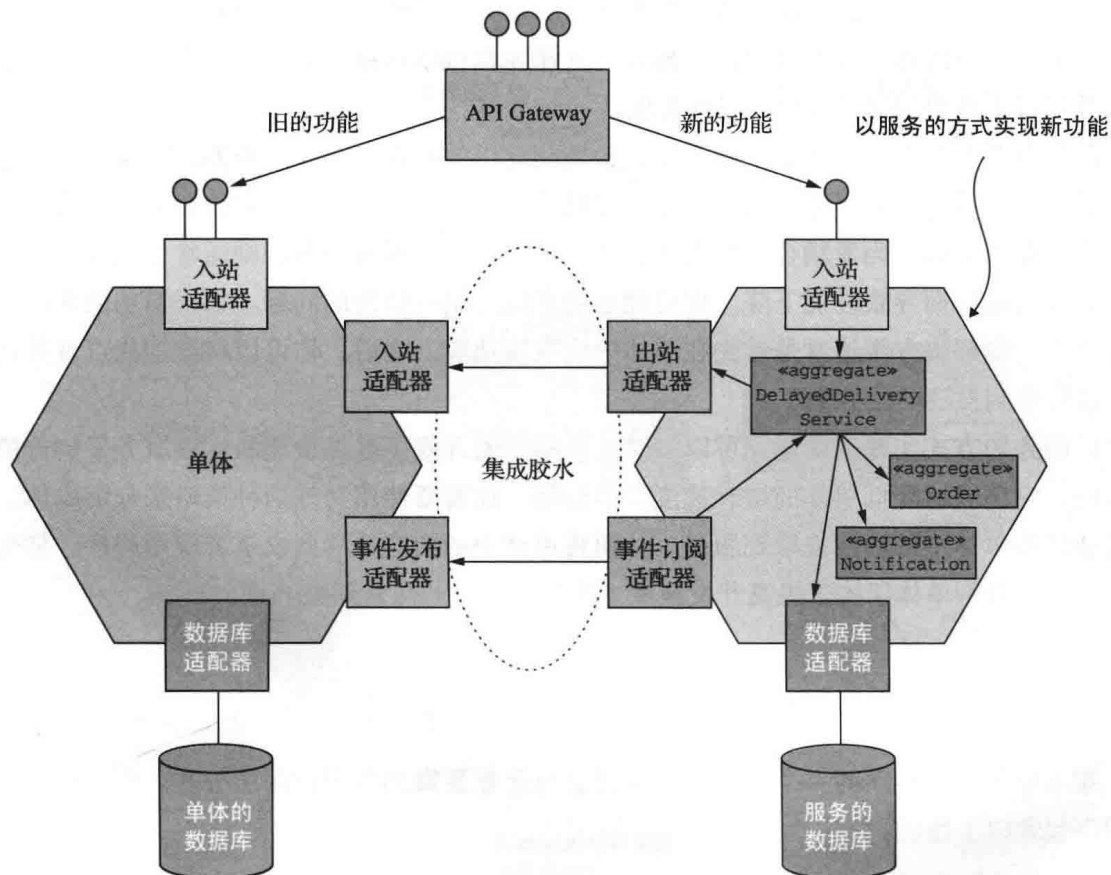 API Gateway
旧的功能
新的功能
以服务的方式实现新功能
入站
适配器
入站
适配器
入站
适配器
出站
适配器
«aggregate»
DelayedDelivery
Service
单体
集成胶水
«aggregate»
Order
事件发布
适配器
事件订阅
适配器
«aggregate»
Notification
数据库
适配器
数据库
适配器
单体的
数据库
服务的
数据库